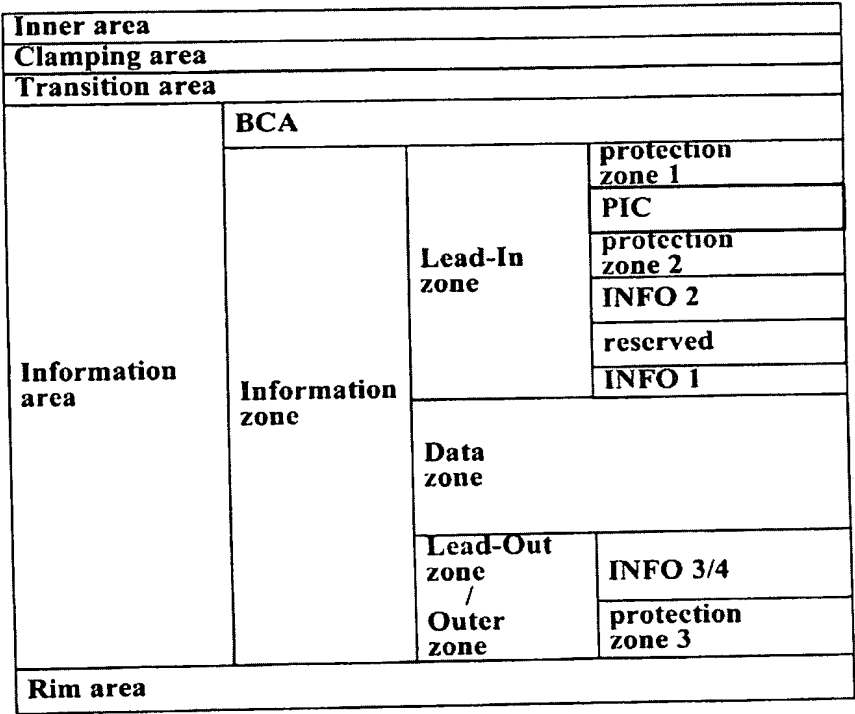 Inner area
Clamping area
Transition area
BCA
protection
zone 1
PIC
Lead-In
zone
protection
zone 2
INFO 2
reserved
INFO 1
Information
area
Information
zone
Data
zone
Lead-Out
zone
/
Outer
zone
INFO 3/4
protection
zone 3
Rim area